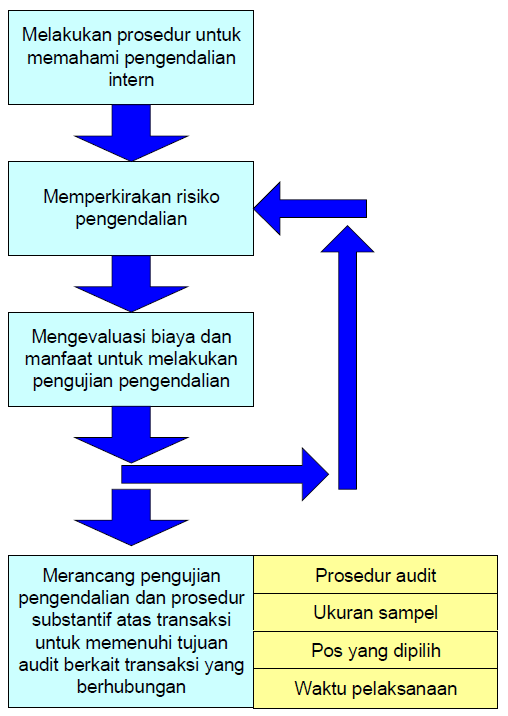 Melakukan prosedur untuk
memahami pengendalian
intern
Memperkirakan risiko
pengendalian
Mengevaluasi biaya dan
manfaat untuk melakukan
pengujian pengendalian
Merancang pengujian
pengendalian dan prosedur
substantif atas transaksi
untuk memenuhi tujuan
audit berkait transaksi yang
berhubungan
Prosedur audit
Ukuran sampel
Pos yang dipilih
Waktu pelaksanaan